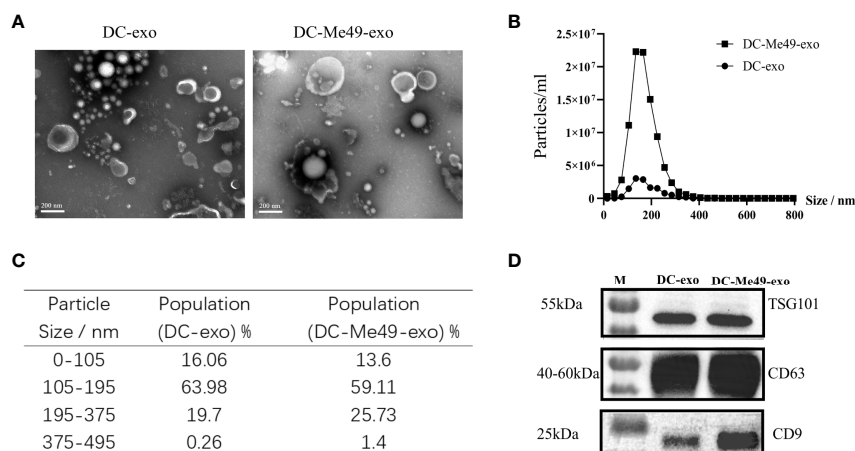 A
DC-exo
DC-Me49-exo
200 nm
200 nm
B
2.5×10⁷
2×10⁷
1.5×10⁷
1×10⁷
5×10⁶
0
Particles/ml
0 200 400 600 800
Size / nm
DC-Me49-exo
DC-exo
C
Particle Population Population
Size / nm (DC-exo) % (DC-Me49-exo) %
0-105 16.06 13.6
105-195 63.98 59.11
195-375 19.7 25.73
375-495 0.26 1.4
D
M DC-exo DC-Me49-exo
55kDa TSG101
40-60kDa CD63
25kDa CD9